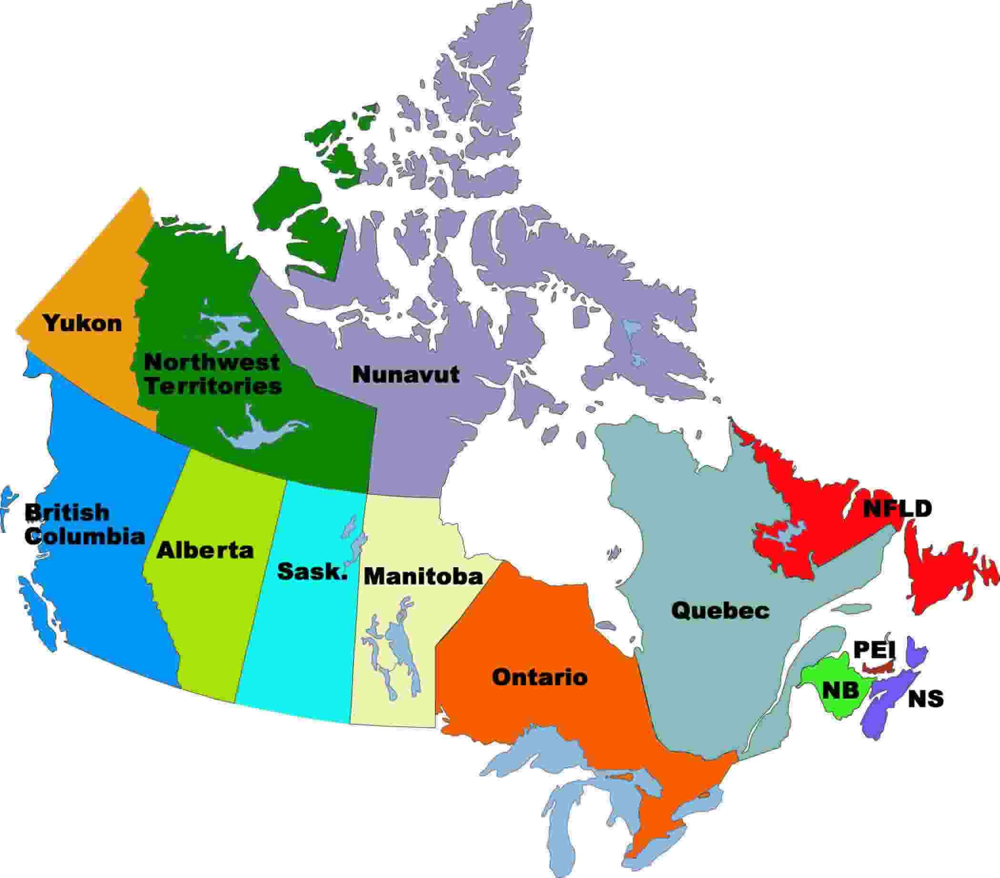 Yukon
Northwest
Territories
Nunavut
British
Columbia
Alberta
Sask.
Manitoba
Ontario
Quebec
NFLD
PEI
NB
NS